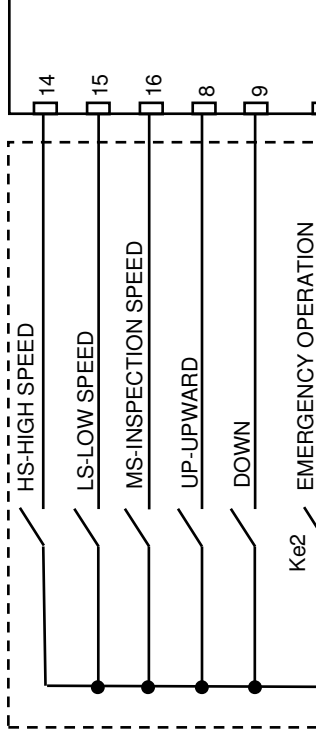 14
15
16
8
9
HS-HIGH SPEED
LS-LOW SPEED
MS-INSPECTION SPEED
UP-UPWARD
DOWN
EMERGENCY OPERATION
Ke2